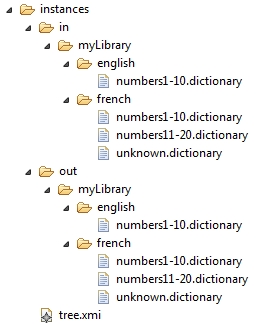 instances
in
myLibrary
english
numbers1-10.dictionary
french
numbers1-10.dictionary
numbers11-20.dictionary
unknown.dictionary
out
myLibrary
english
numbers1-10.dictionary
french
numbers1-10.dictionary
numbers11-20.dictionary
unknown.dictionary
tree.xmi